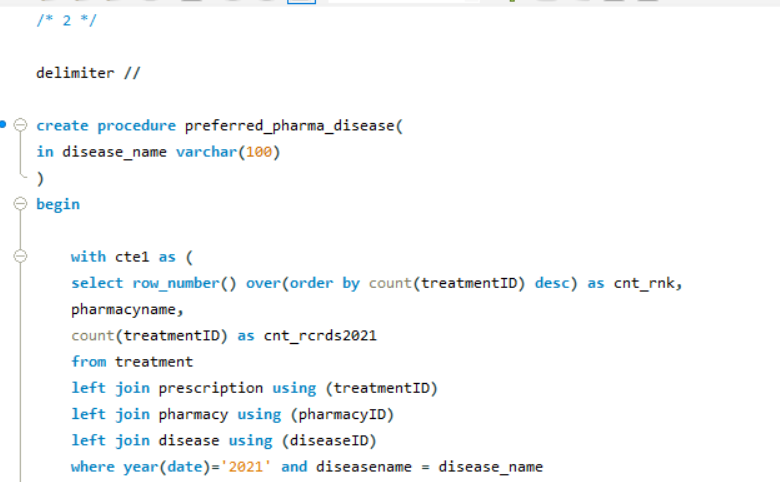 /* 2 */
delimiter //
create procedure preferred_pharma_disease(
in disease_name varchar(100)
)
begin
with cte1 as (
select row_number() over(order by count(treatmentID) desc) as cnt_rnk,
pharmacyname,
count(treatmentID) as cnt_rcrds2021
from treatment
left join prescription using (treatmentID)
left join pharmacy using (pharmacyID)
left join disease using (diseaseID)
where year(date)='2021' and diseasename = disease_name